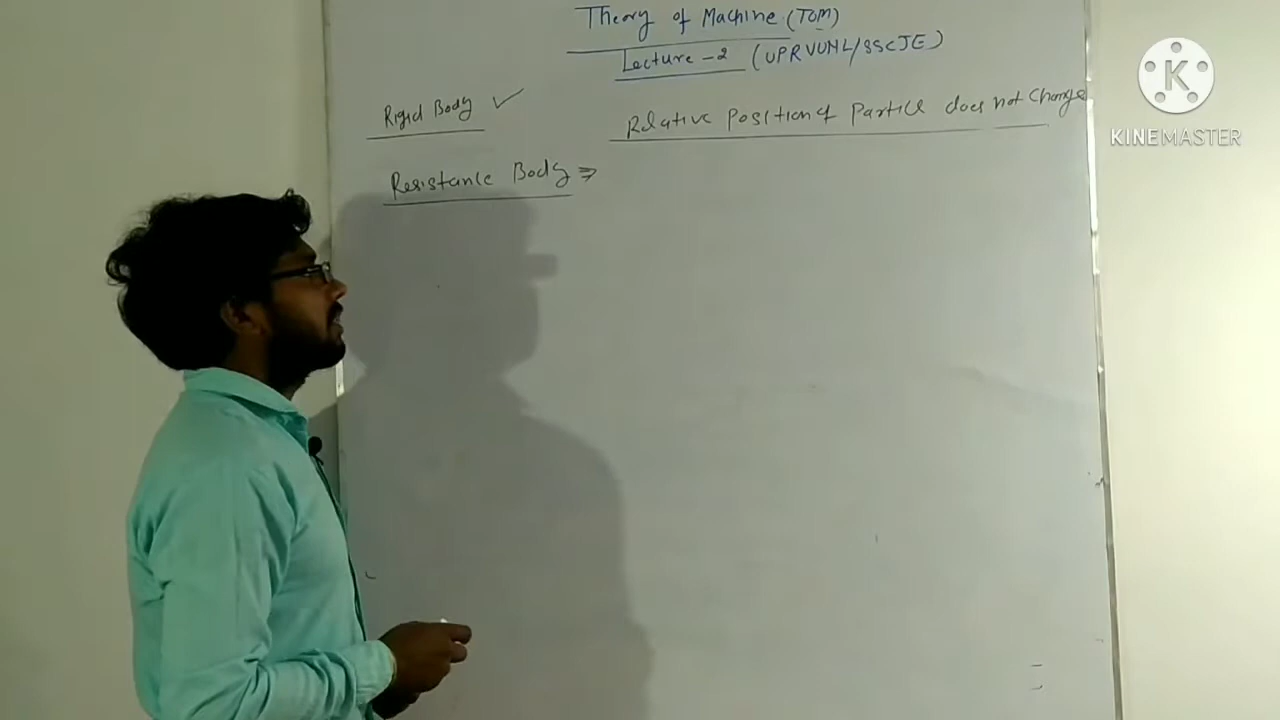 Theory of Machine (TOM)
Lecture -2 (UPRVUNL/SSCJE)
Rigid Body ✓ Relative Position of Particle does not Change
Resistance Body ⇒
K
KINEMASTER